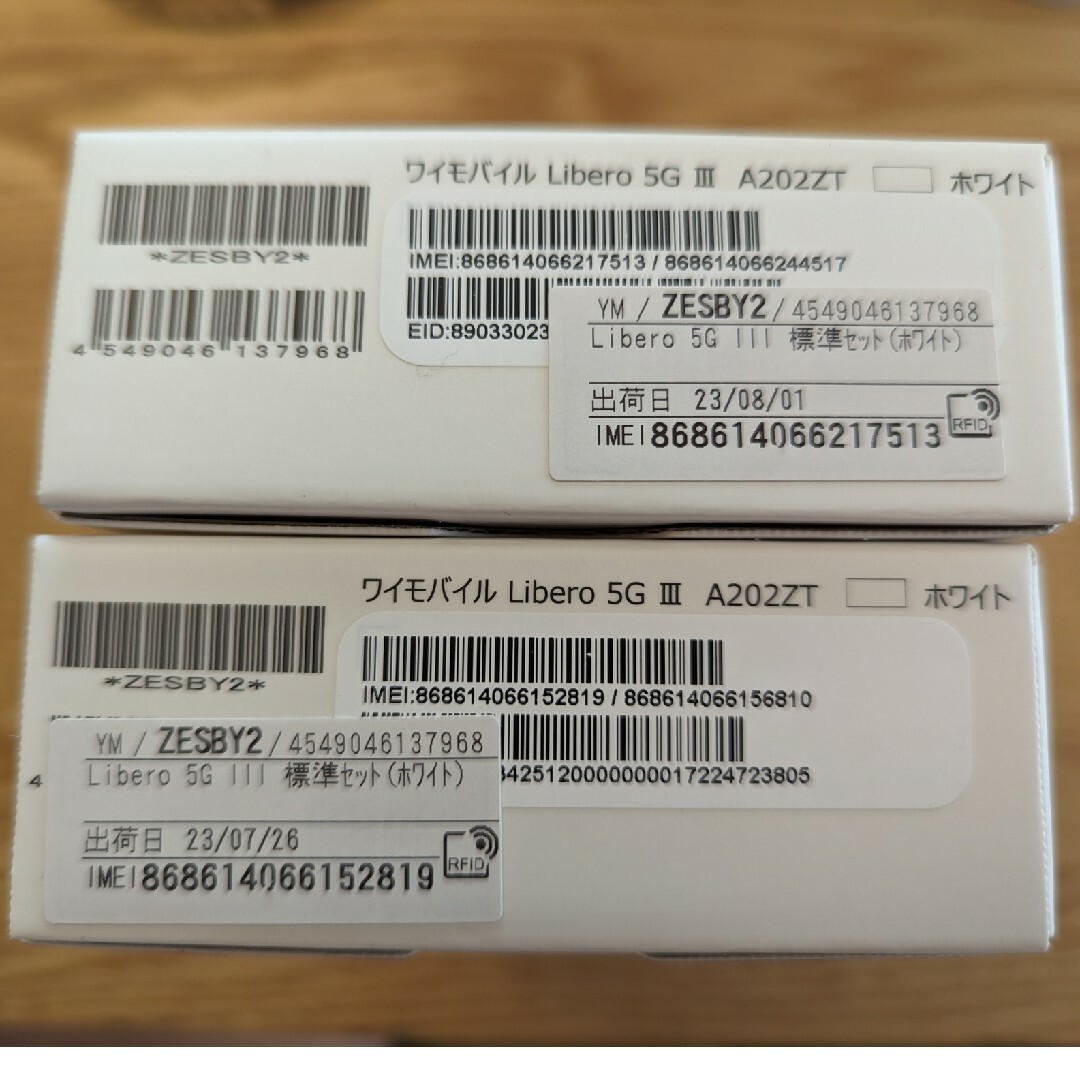 ワイモバイル Libero 5G Ⅲ A202ZT ホワイト
*ZESBY2*
IMEI:868614066217513 / 868614066244517
4 549046 137968
EID:89033023
YM / ZESBY2 / 4549046137968
Libero 5G III 標準セット(ホワイト)
出荷日 23/08/01
RFID
IMEI 868614066217513
ワイモバイル Libero 5G Ⅲ A202ZT ホワイト
*ZESBY2*
IMEI:868614066152819 / 868614066156810
4
YM / ZESBY2 / 4549046137968
Libero 5G III 標準セット(ホワイト)
出荷日 23/07/26
RFID
IMEI 868614066152819